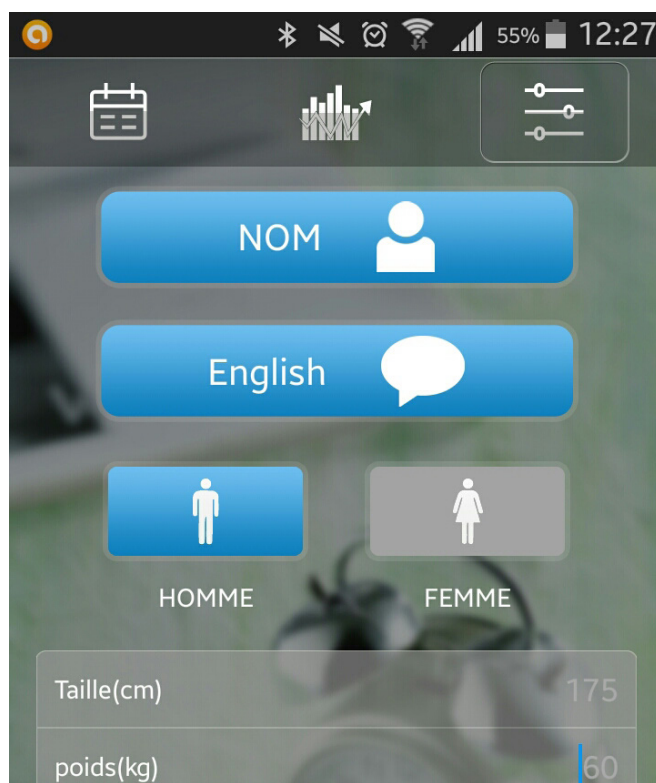 55% 12:27
NOM
English
HOMME FEMME
Taille(cm) 175
poids(kg) 60